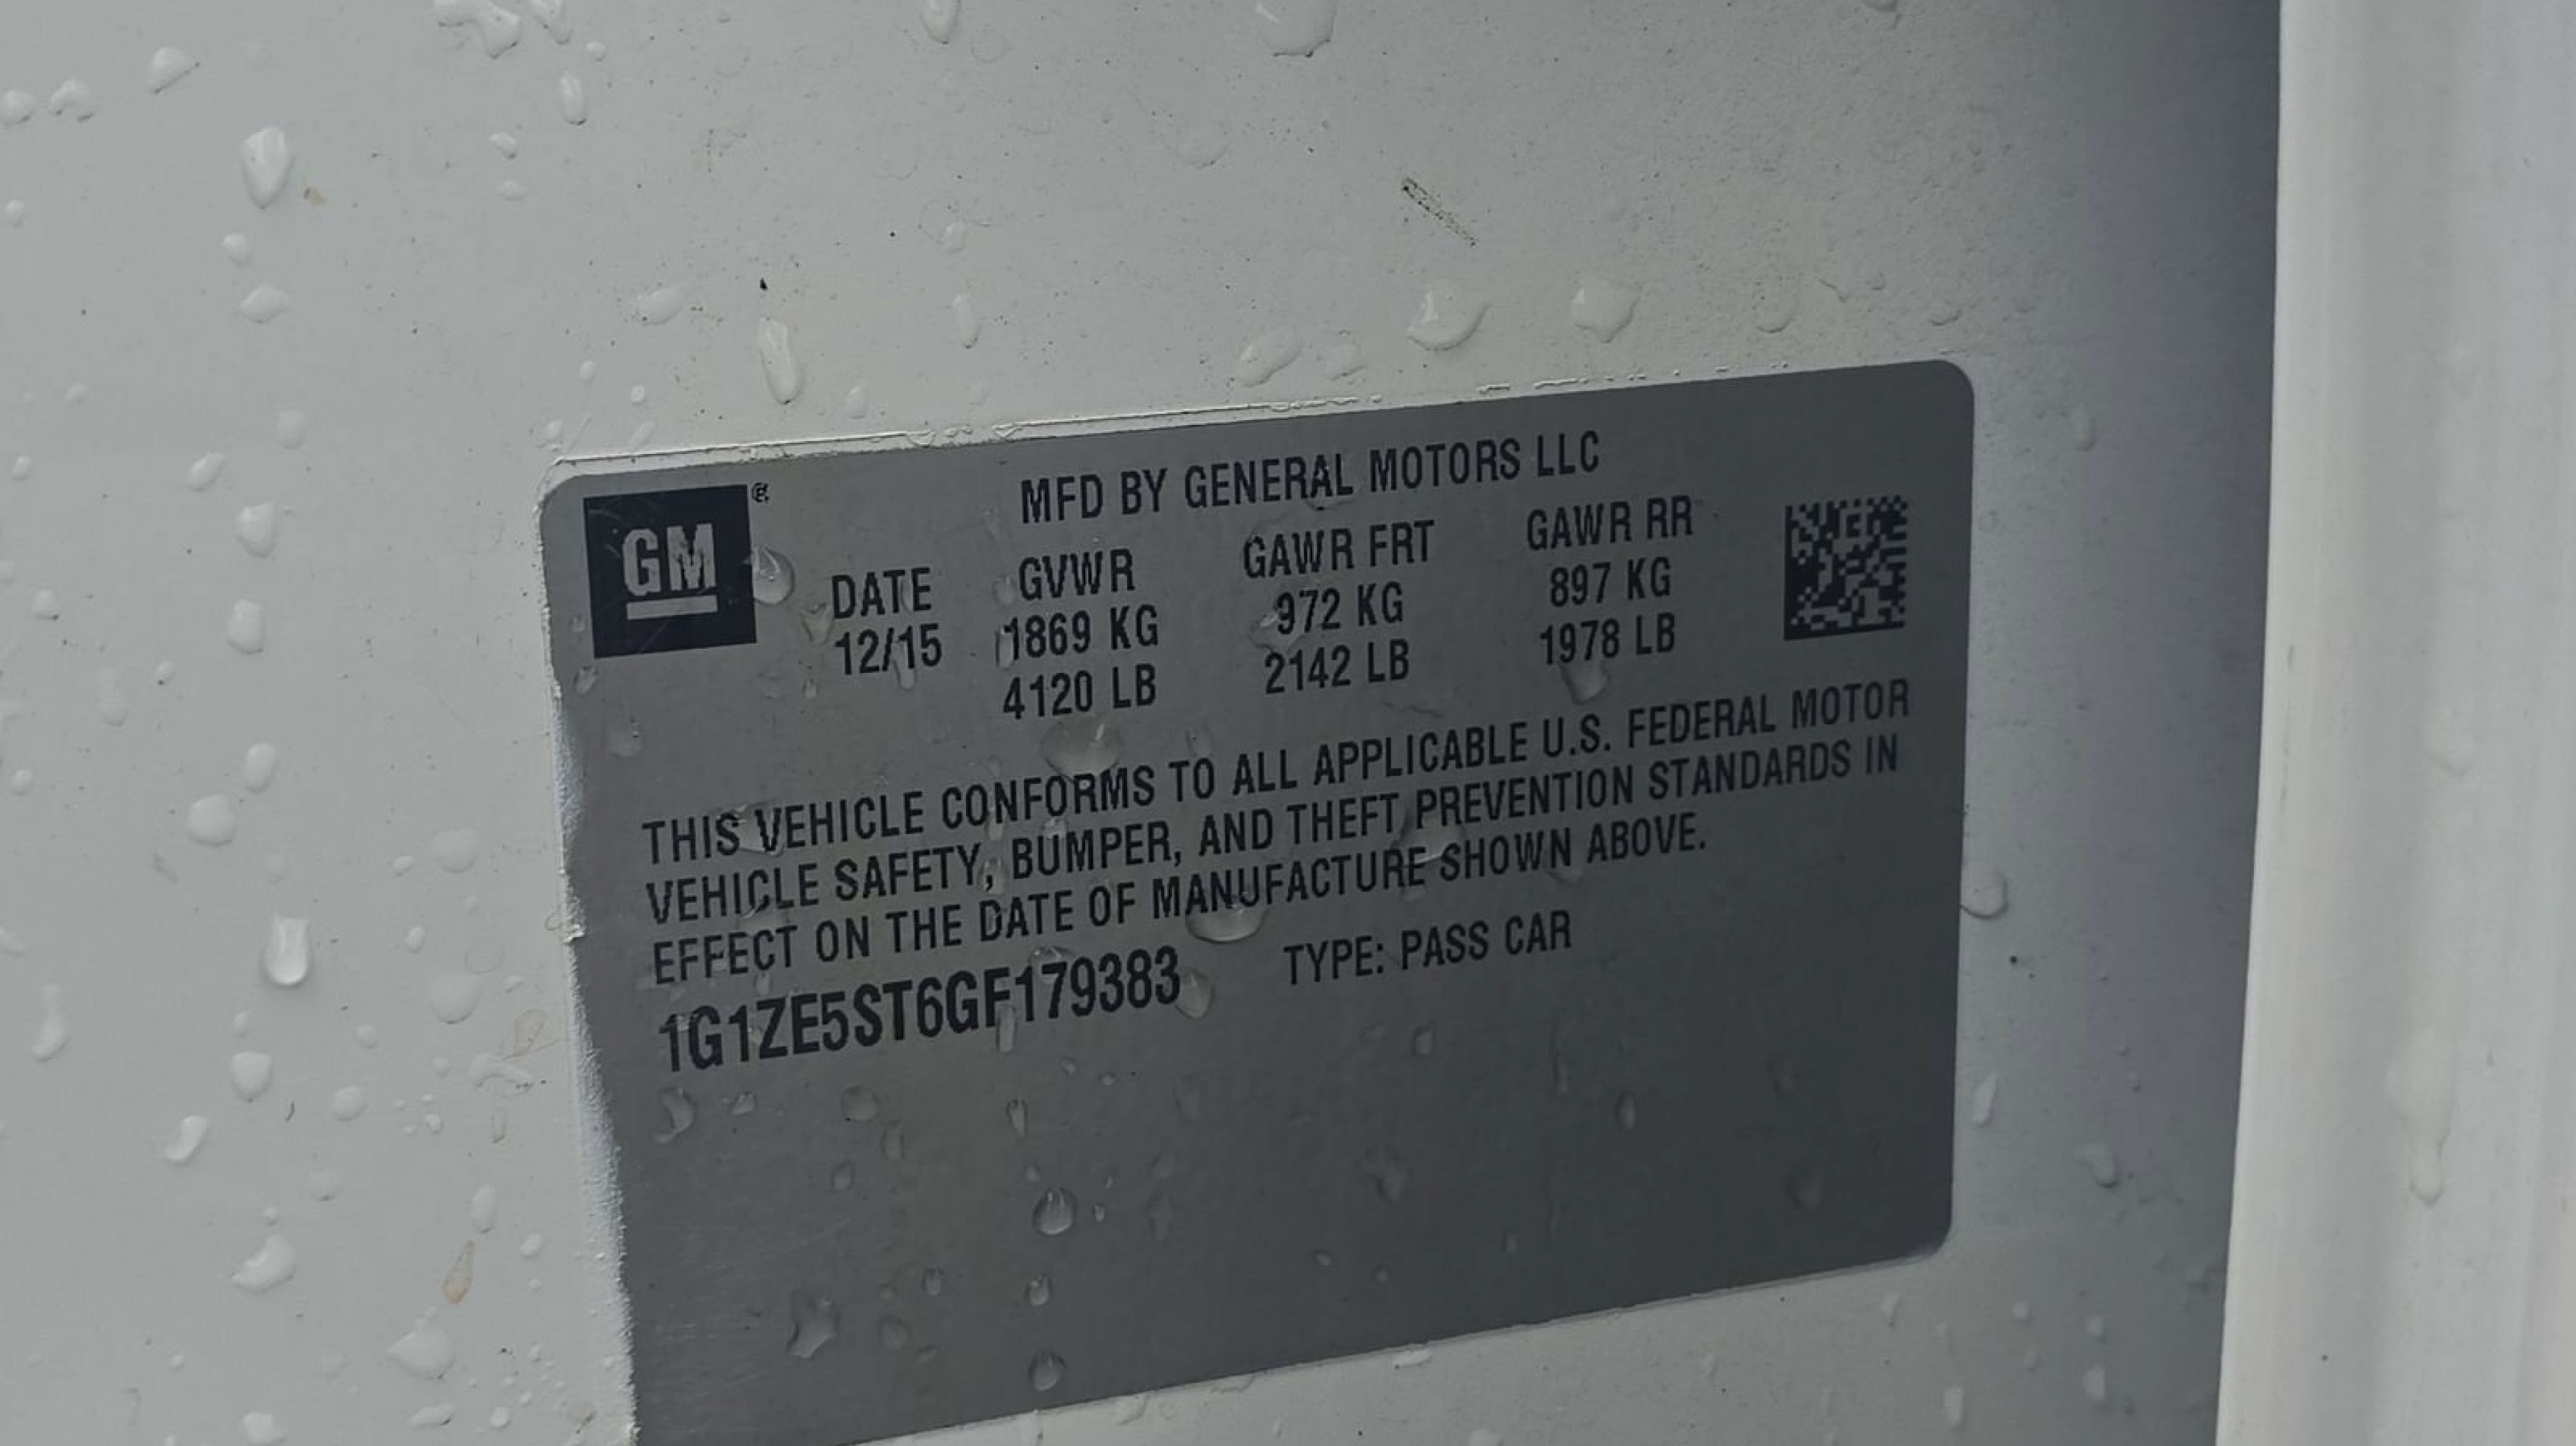 GM®
MFD BY GENERAL MOTORS LLC
DATE GVWR GAWR FRT GAWR RR
12/15 1869 KG 972 KG 897 KG
4120 LB 2142 LB 1978 LB
THIS VEHICLE CONFORMS TO ALL APPLICABLE U.S. FEDERAL MOTOR
VEHICLE SAFETY, BUMPER, AND THEFT PREVENTION STANDARDS IN
EFFECT ON THE DATE OF MANUFACTURE SHOWN ABOVE.
1G1ZE5ST6GF179383 TYPE: PASS CAR